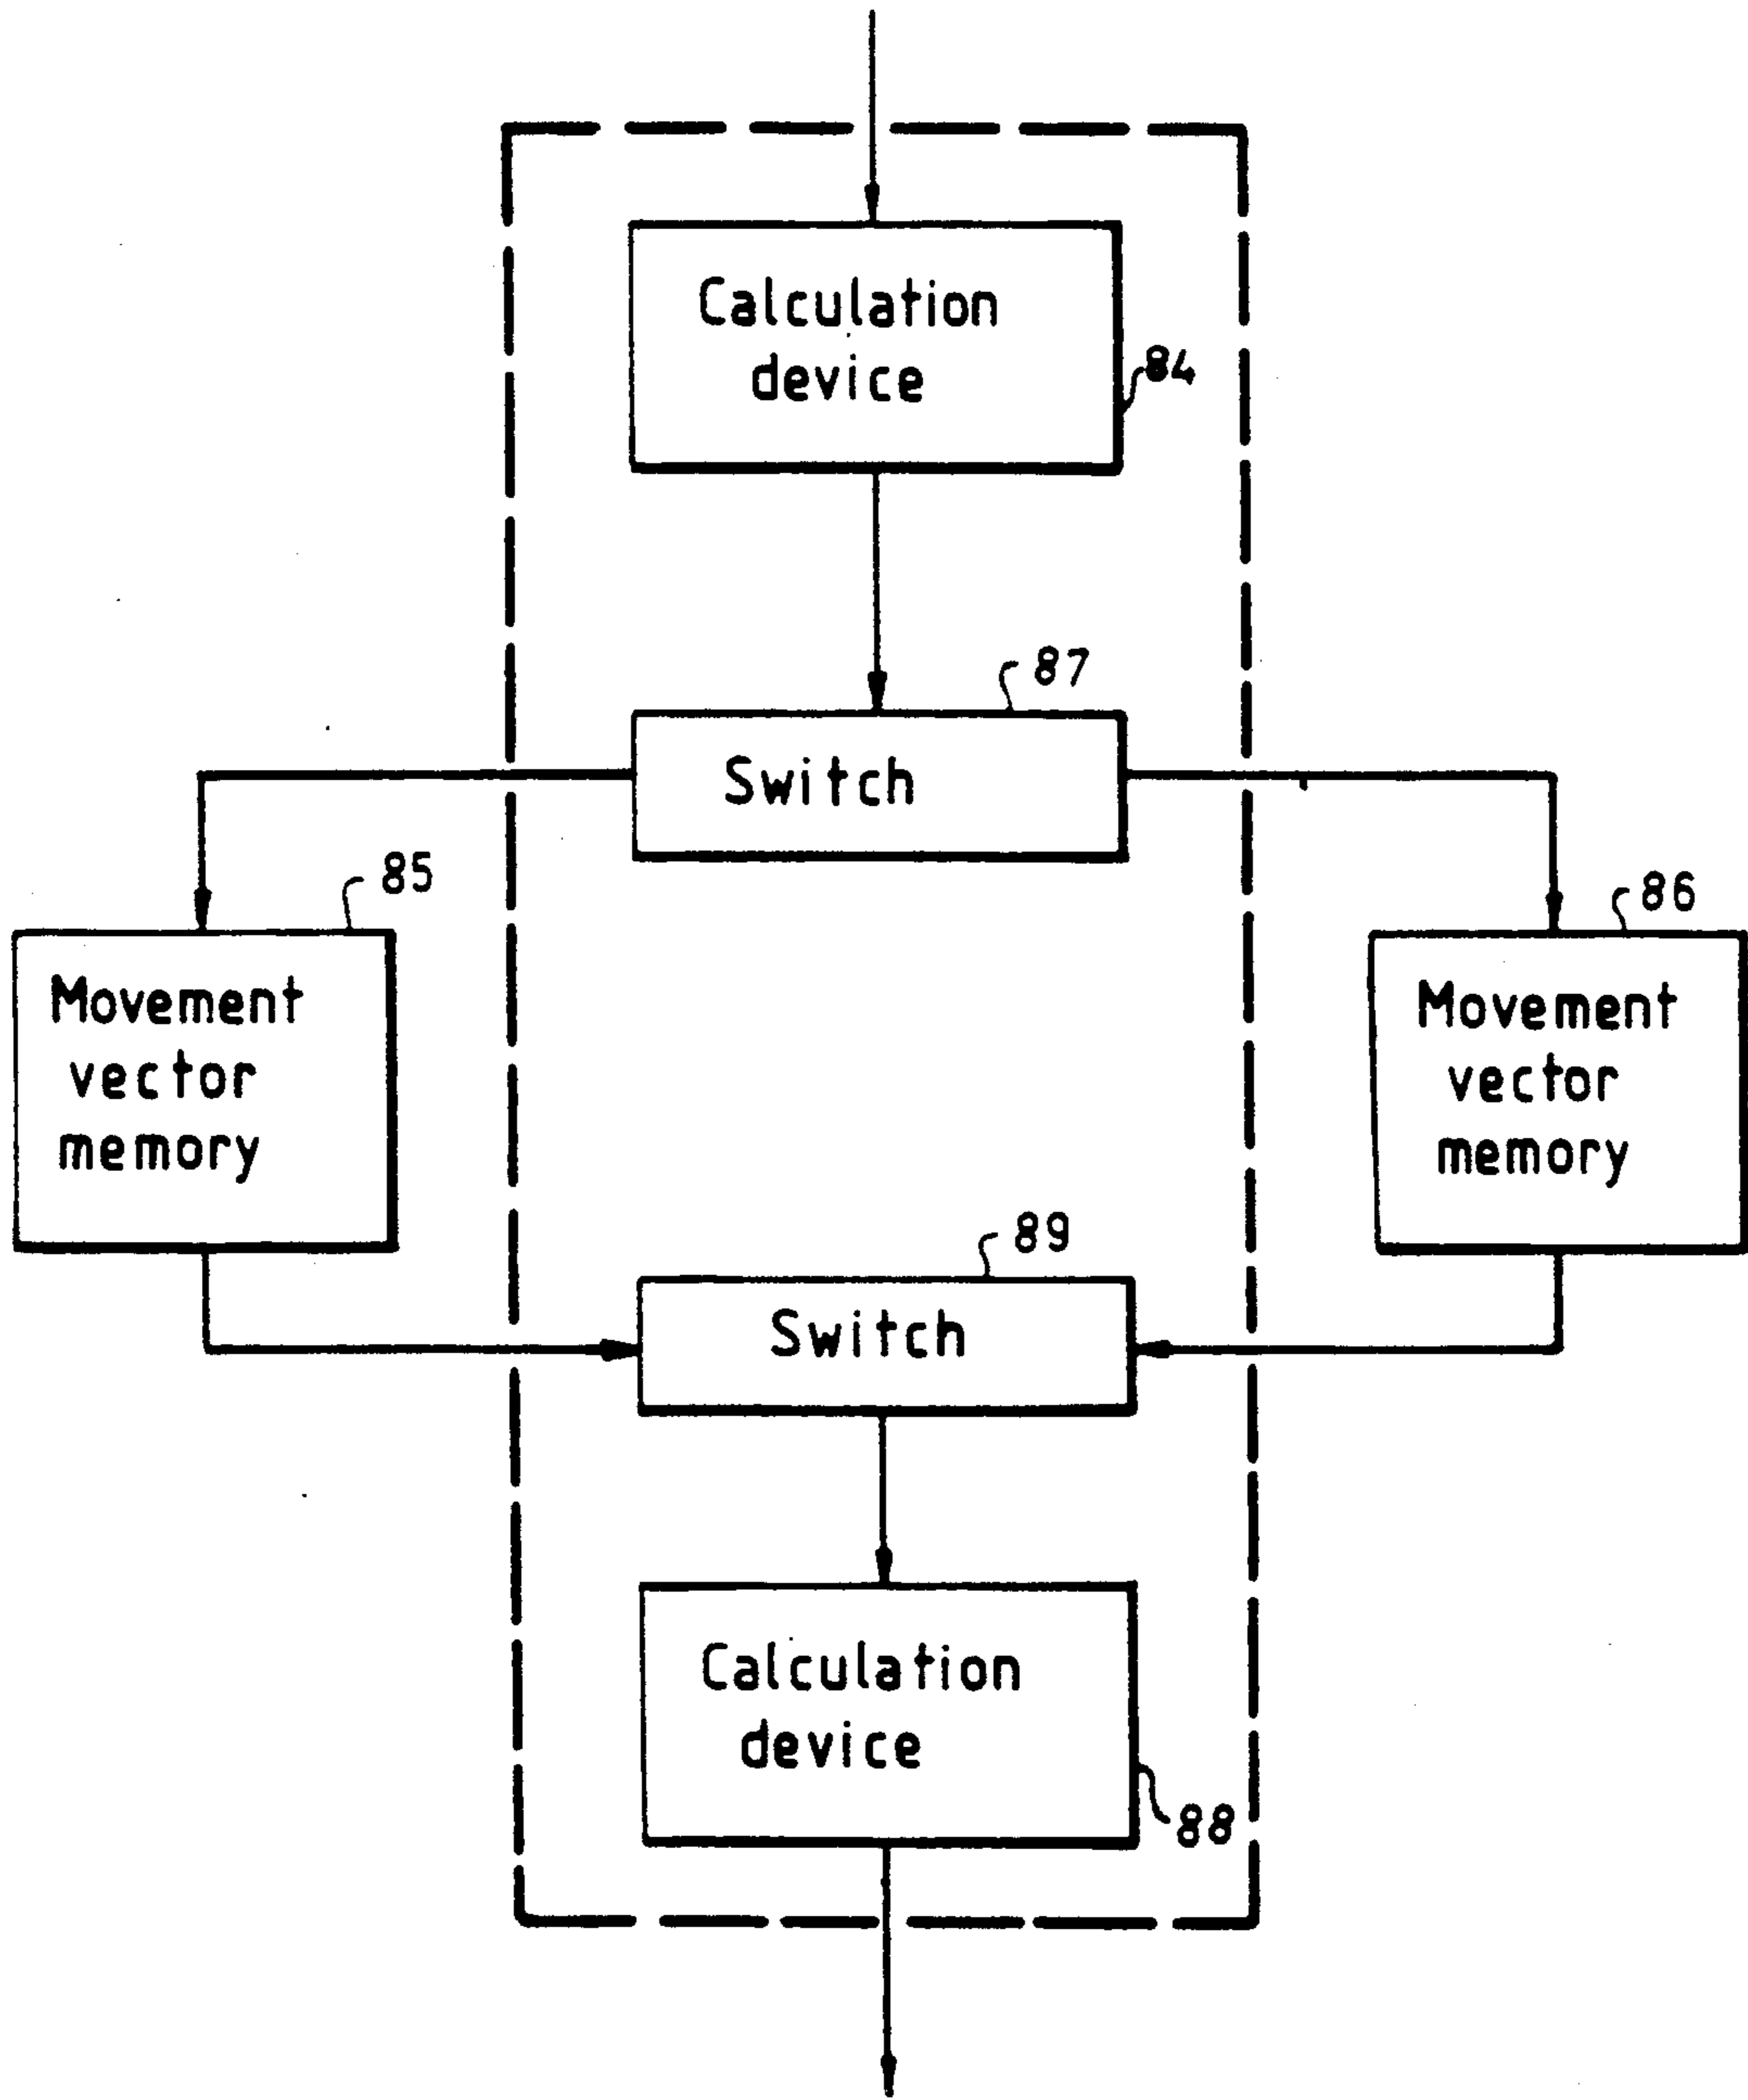 Calculation
device
84
87
Switch
85
86
Movement
vector
memory
Movement
vector
memory
89
Switch
Calculation
device
88